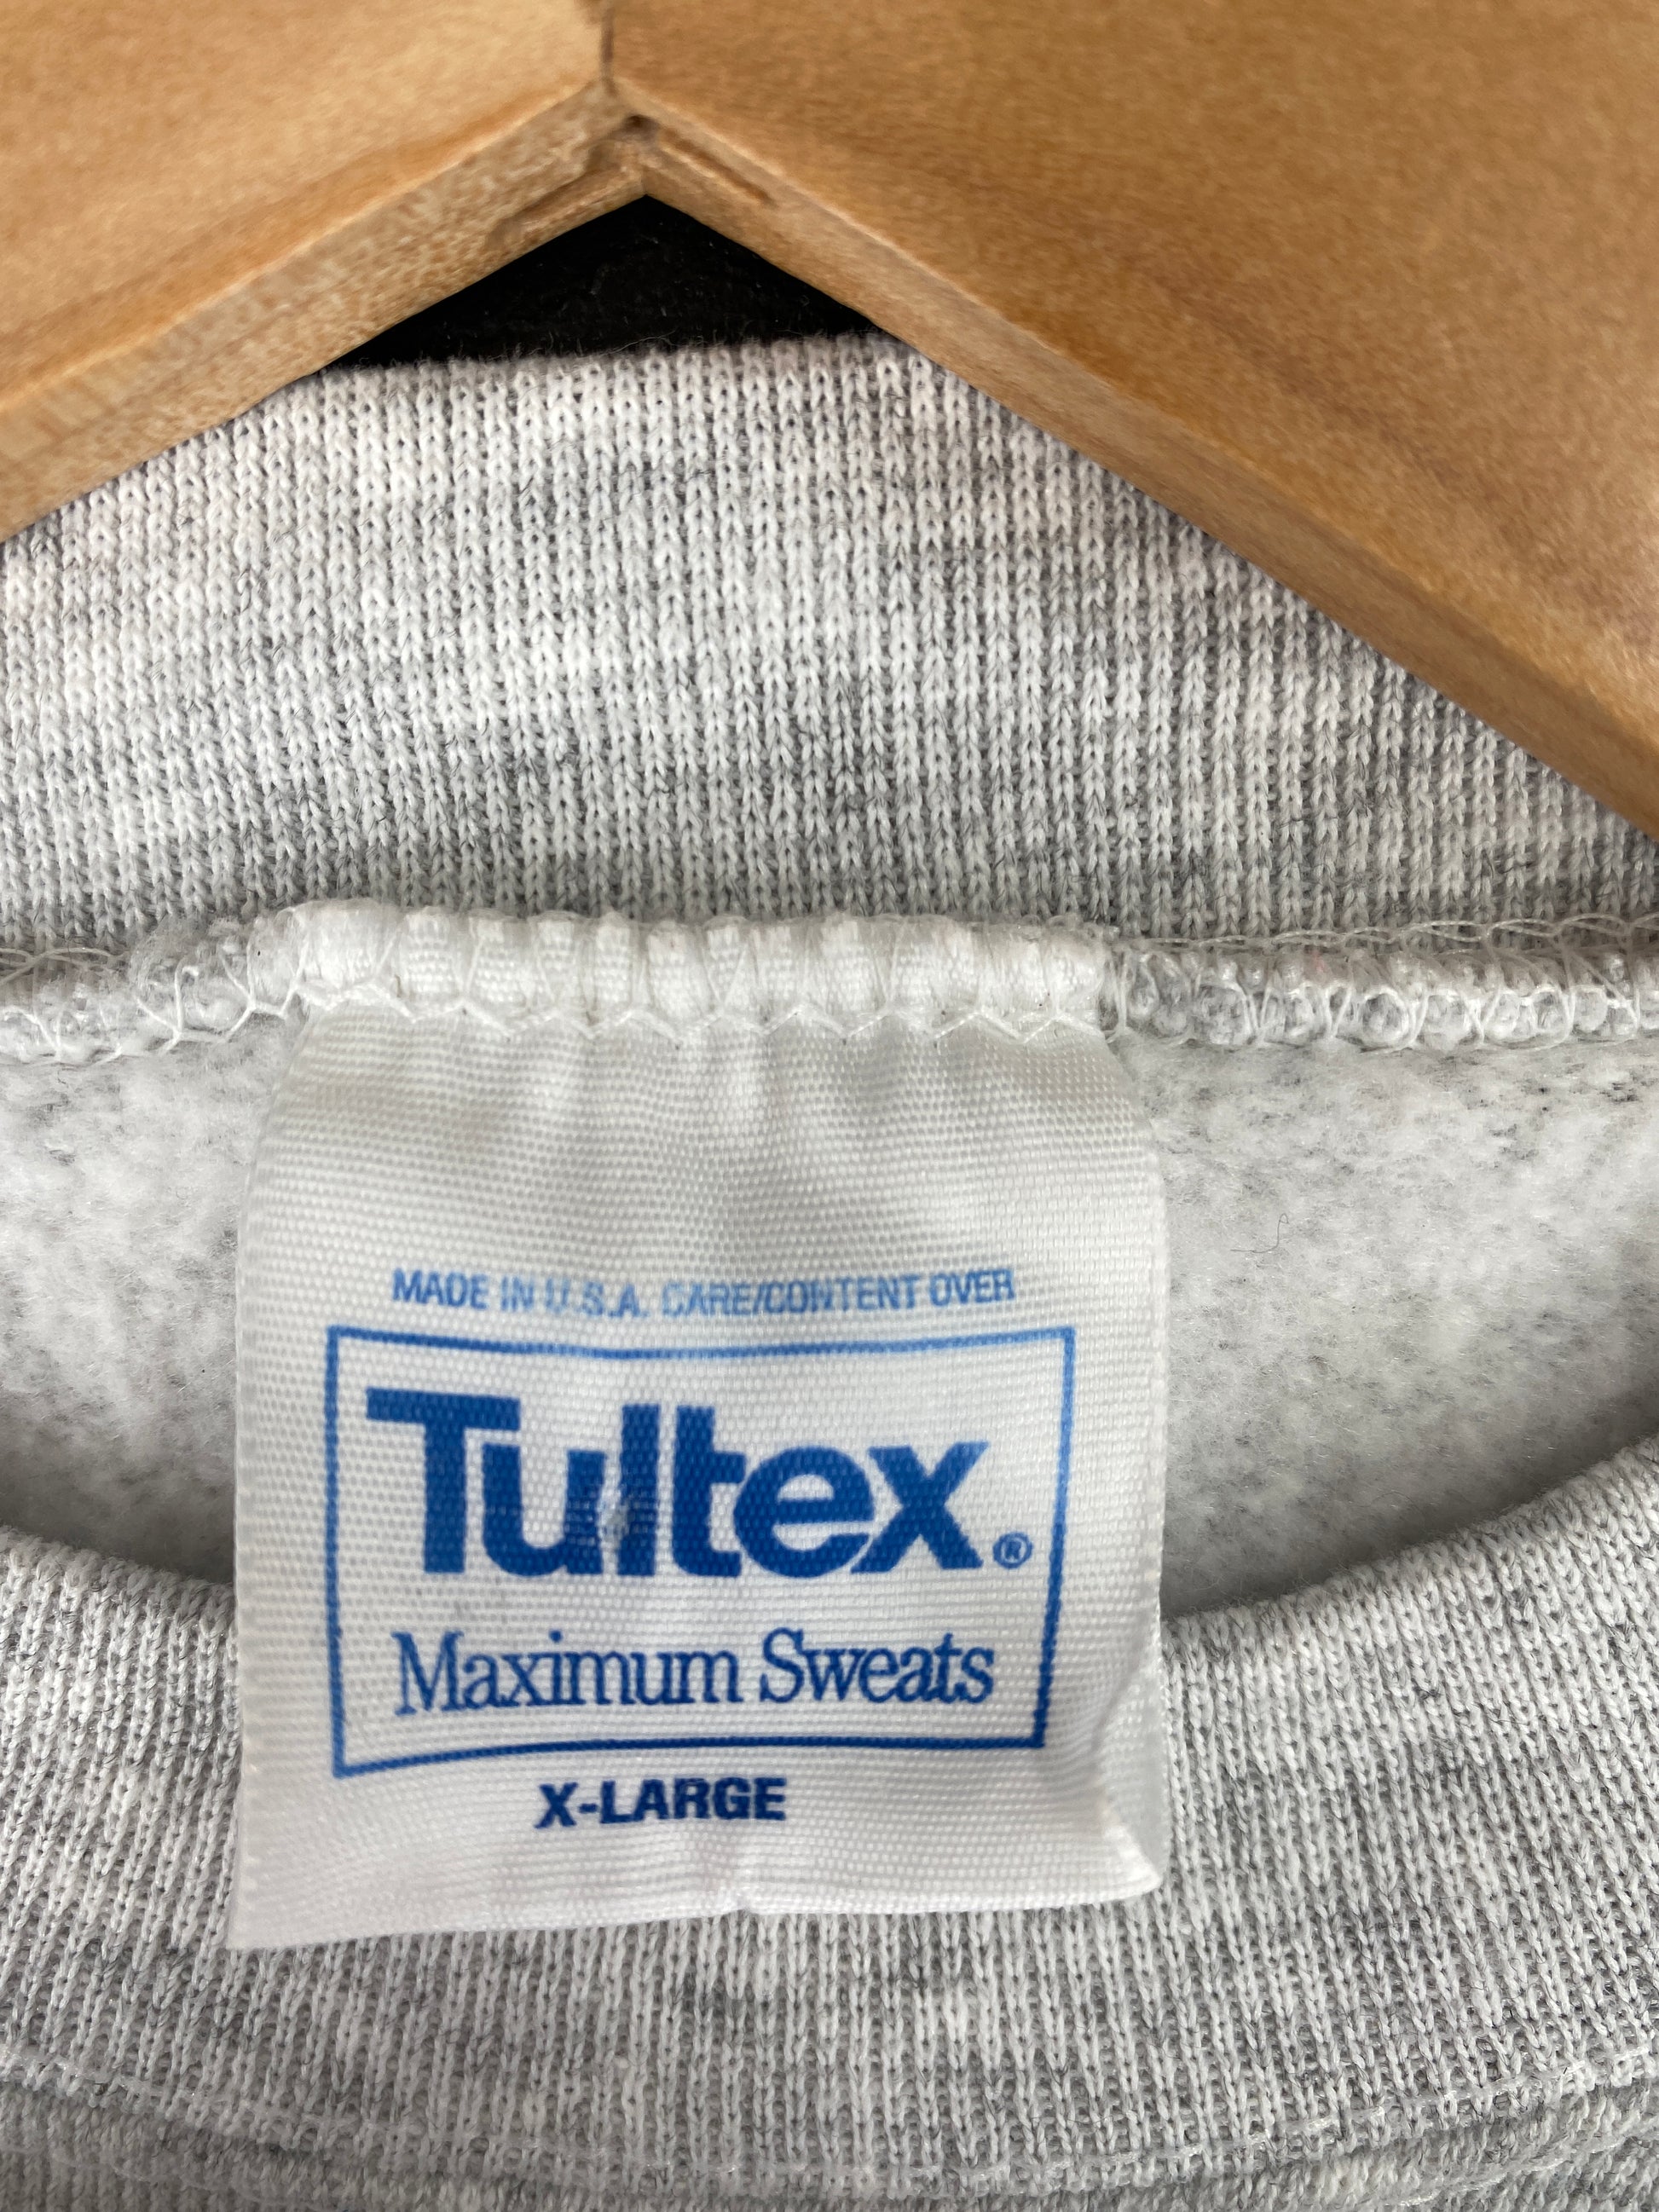 MADE IN U.S.A. CARE/CONTENT OVER
Tultex®
Maximum Sweats
X-LARGE